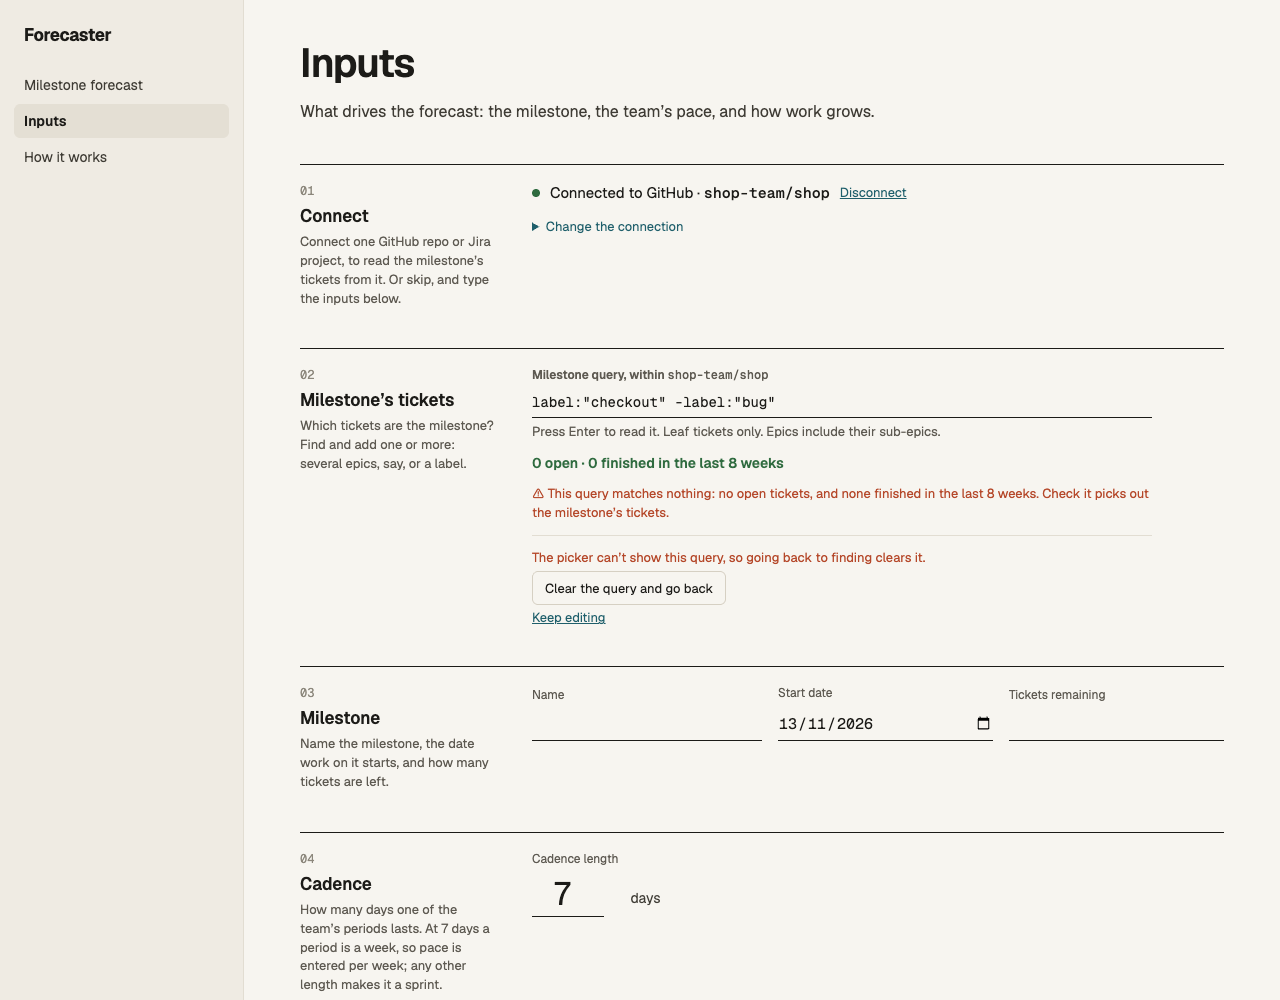 Forecaster
Milestone forecast
Inputs
How it works
Inputs
What drives the forecast: the milestone, the team’s pace, and how work grows.
01
Connect
Connect one GitHub repo or Jira
project, to read the milestone’s
tickets from it. Or skip, and type
the inputs below.
Connected to GitHub · shop-team/shop Disconnect
Change the connection
02
Milestone’s tickets
Which tickets are the milestone?
Find and add one or more:
several epics, say, or a label.
Milestone query, within shop-team/shop
label:"checkout" -label:"bug"
Press Enter to read it. Leaf tickets only. Epics include their sub-epics.
0 open · 0 finished in the last 8 weeks
⚠ This query matches nothing: no open tickets, and none finished in the last 8 weeks. Check it picks out
the milestone’s tickets.
The picker can’t show this query, so going back to finding clears it.
Clear the query and go back
Keep editing
03
Milestone
Name the milestone, the date
work on it starts, and how many
tickets are left.
Name
Start date
13/11/2026
Tickets remaining
04
Cadence
How many days one of the
team’s periods lasts. At 7 days a
period is a week, so pace is
entered per week; any other
length makes it a sprint.
Cadence length
7 days